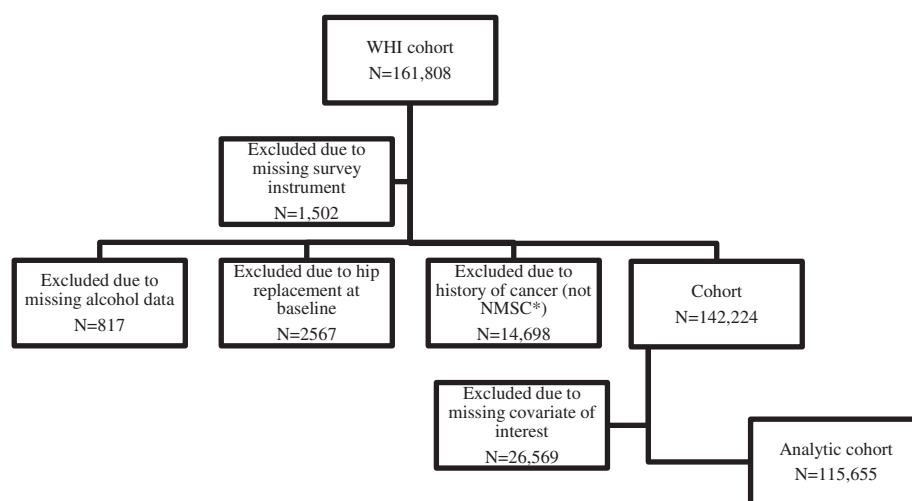 WHI cohort
N=161,808
Excluded due to
missing survey
instrument
N=1,502
Excluded due to
missing alcohol data
N=817
Excluded due to hip
replacement at
baseline
N=2567
Excluded due to
history of cancer (not
NMSC*)
N=14,698
Cohort
N=142,224
Excluded due to
missing covariate of
interest
N=26,569
Analytic cohort
N=115,655